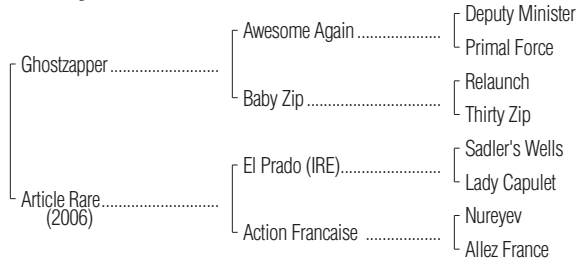 Deputy Minister
Awesome Again ..................
Primal Force
Ghostzapper .......................
Relaunch
Baby Zip .............................
Thirty Zip
Sadler's Wells
El Prado (IRE).....................
Lady Capulet
Article Rare.........................
(2006)
Nureyev
Action Francaise .................
Allez France